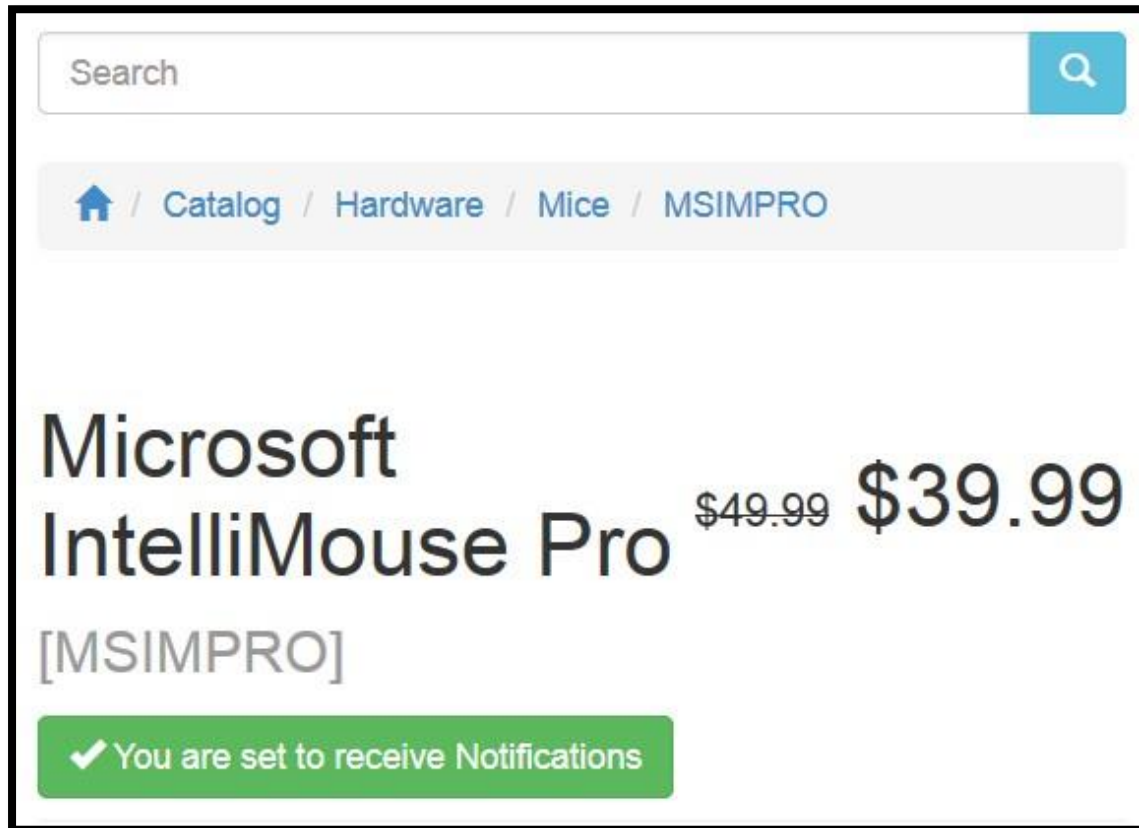 Search
/ Catalog / Hardware / Mice / MSIMPRO
Microsoft
IntelliMouse Pro
$49.99 $39.99
[MSIMPRO]
You are set to receive Notifications